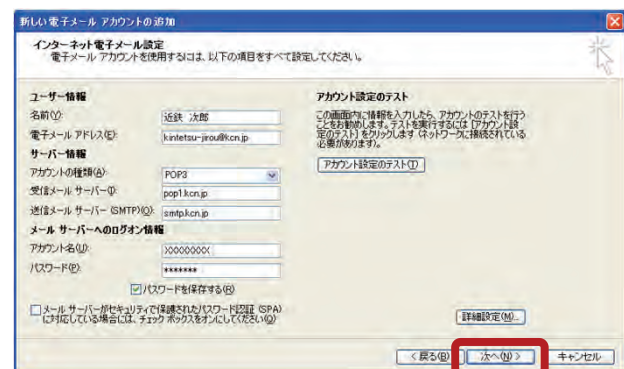 新しい電子メール アカウントの追加
インターネット電子メール設定
電子メール アカウントを使用するには、以下の項目をすべて設定してください。
ユーザー情報
名前(Y):
近鉄 次郎
電子メール アドレス(E):
kintetsu-jirou@kcn.jp
サーバー情報
アカウントの種類(A):
POP3
受信メール サーバー(I):
pop1.kcn.jp
送信メール サーバー (SMTP)(O):
smtp.kcn.jp
メール サーバーへのログオン情報
アカウント名(U):
XXXXXXXX
パスワード(P):
*******
パスワードを保存する(R)
メール サーバーがセキュリティで保護されたパスワード認証 (SPA)
に対応している場合には、チェック ボックスをオンにしてください(Q)
アカウント設定のテスト
この画面内に情報を入力したら、アカウントのテストを行う
ことをお勧めします。テストを実行するには [アカウント設
定のテスト] をクリックします (ネットワークに接続されている
必要があります)。
アカウント設定のテスト(T)
詳細設定(M)...
< 戻る(B)
次へ(N) >
キャンセル